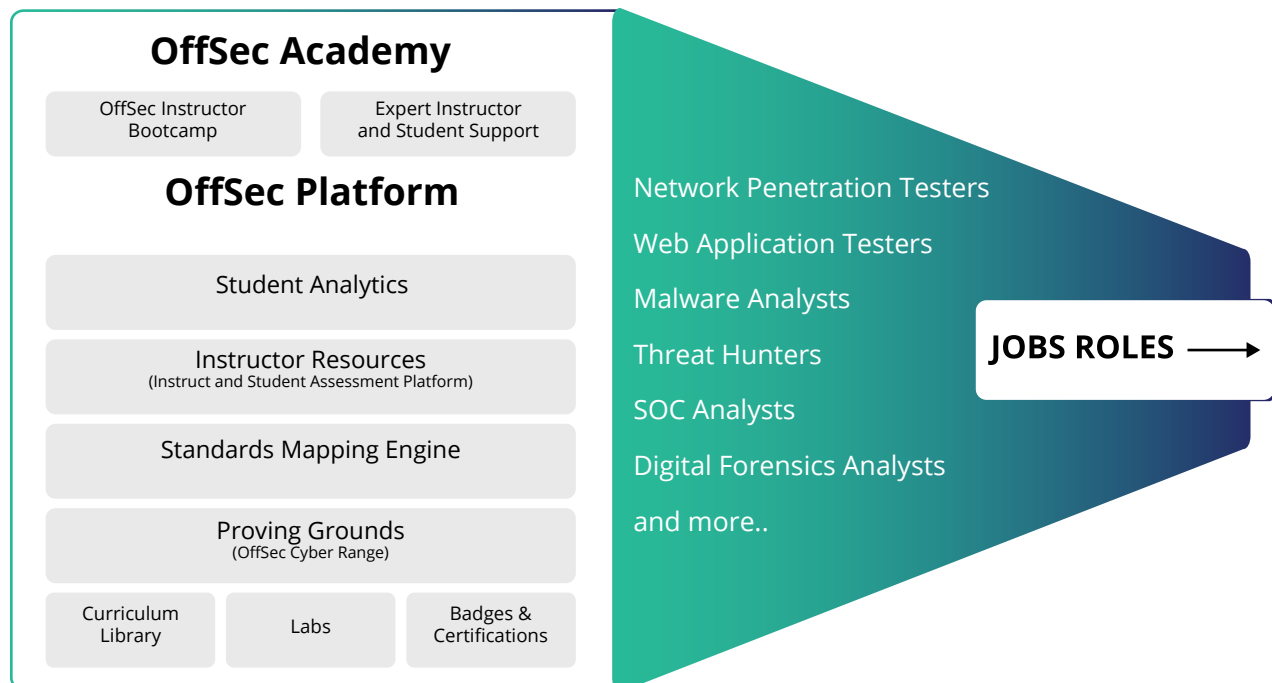 OffSec Academy
OffSec Instructor
Bootcamp
Expert Instructor
and Student Support
OffSec Platform
Student Analytics
Instructor Resources
(Instruct and Student Assessment Platform)
Standards Mapping Engine
Proving Grounds
(OffSec Cyber Range)
Curriculum
Library
Labs
Badges &
Certifications
Network Penetration Testers
Web Application Testers
Malware Analysts
Threat Hunters
SOC Analysts
Digital Forensics Analysts
and more..
JOBS ROLES